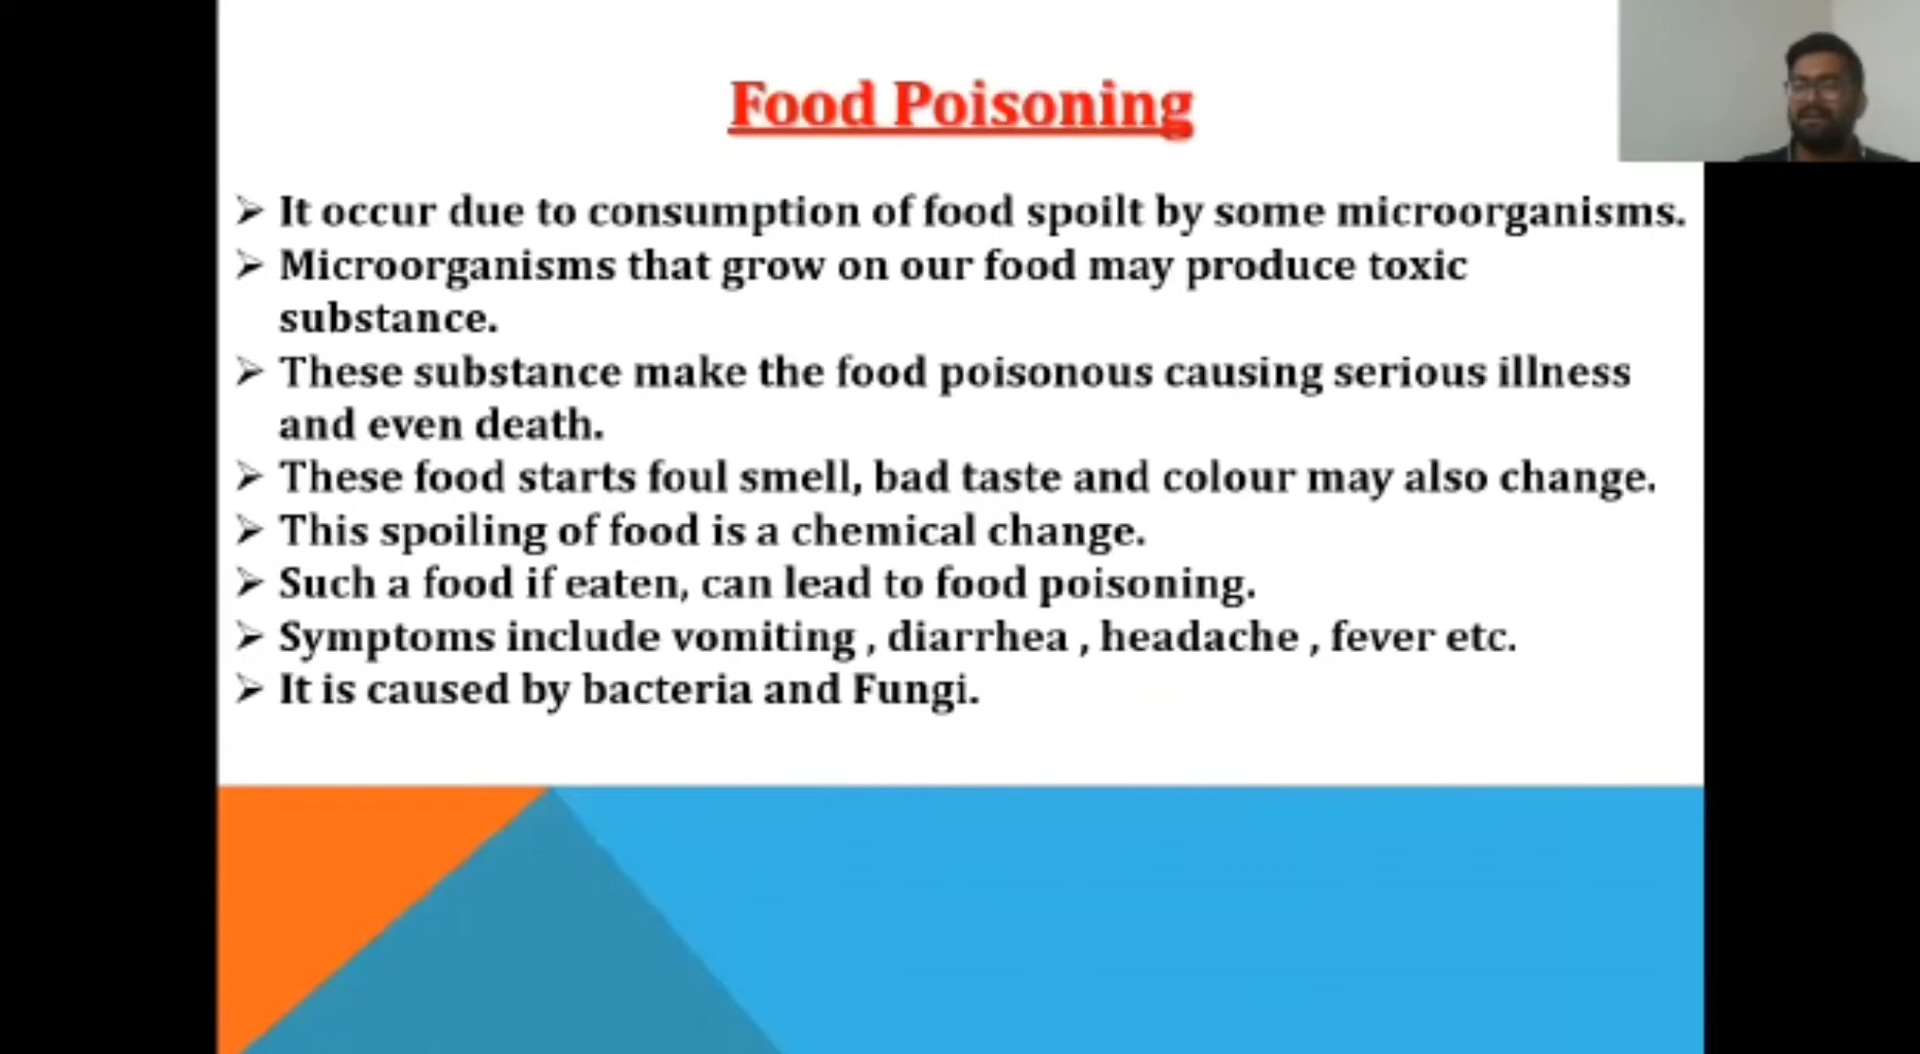 Food Poisoning
➢ It occur due to consumption of food spoilt by some microorganisms.
➢ Microorganisms that grow on our food may produce toxic
substance.
➢ These substance make the food poisonous causing serious illness
and even death.
➢ These food starts foul smell, bad taste and colour may also change.
➢ This spoiling of food is a chemical change.
➢ Such a food if eaten, can lead to food poisoning.
➢ Symptoms include vomiting , diarrhea , headache , fever etc.
➢ It is caused by bacteria and Fungi.